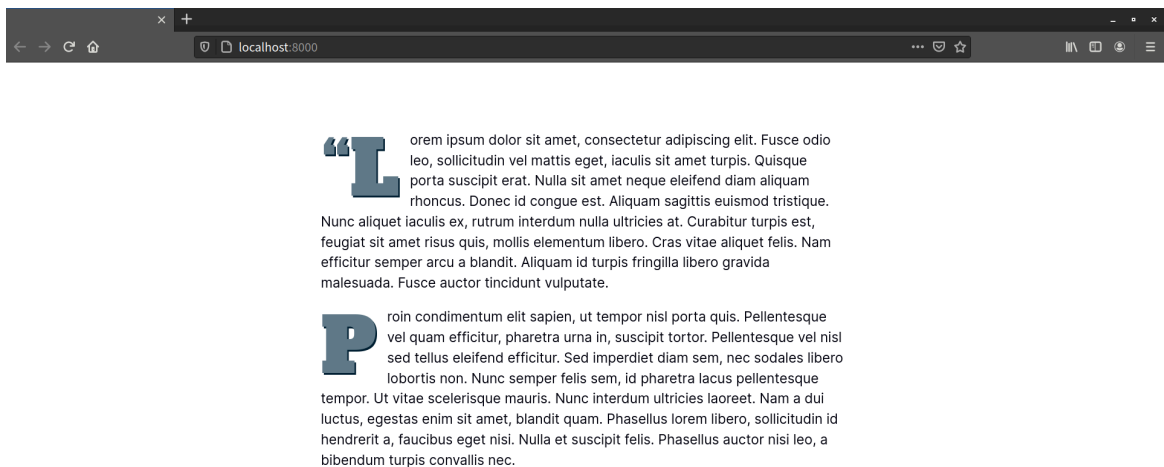 localhost:8000
“Lorem ipsum dolor sit amet, consectetur adipiscing elit. Fusce odio
leo, sollicitudin vel mattis eget, iaculis sit amet turpis. Quisque
porta suscipit erat. Nulla sit amet neque eleifend diam aliquam
rhoncus. Donec id congue est. Aliquam sagittis euismod tristique.
Nunc aliquet iaculis ex, rutrum interdum nulla ultricies at. Curabitur turpis est,
feugiat sit amet risus quis, mollis elementum libero. Cras vitae aliquet felis. Nam
efficitur semper arcu a blandit. Aliquam id turpis fringilla libero gravida
malesuada. Fusce auctor tincidunt vulputate.
Proin condimentum elit sapien, ut tempor nisl porta quis. Pellentesque
vel quam efficitur, pharetra urna in, suscipit tortor. Pellentesque vel nisl
sed tellus eleifend efficitur. Sed imperdiet diam sem, nec sodales libero
lobortis non. Nunc semper felis sem, id pharetra lacus pellentesque
tempor. Ut vitae scelerisque mauris. Nunc interdum ultricies laoreet. Nam a dui
luctus, egestas enim sit amet, blandit quam. Phasellus lorem libero, sollicitudin id
hendrerit a, faucibus eget nisi. Nulla et suscipit felis. Phasellus auctor nisi leo, a
bibendum turpis convallis nec.